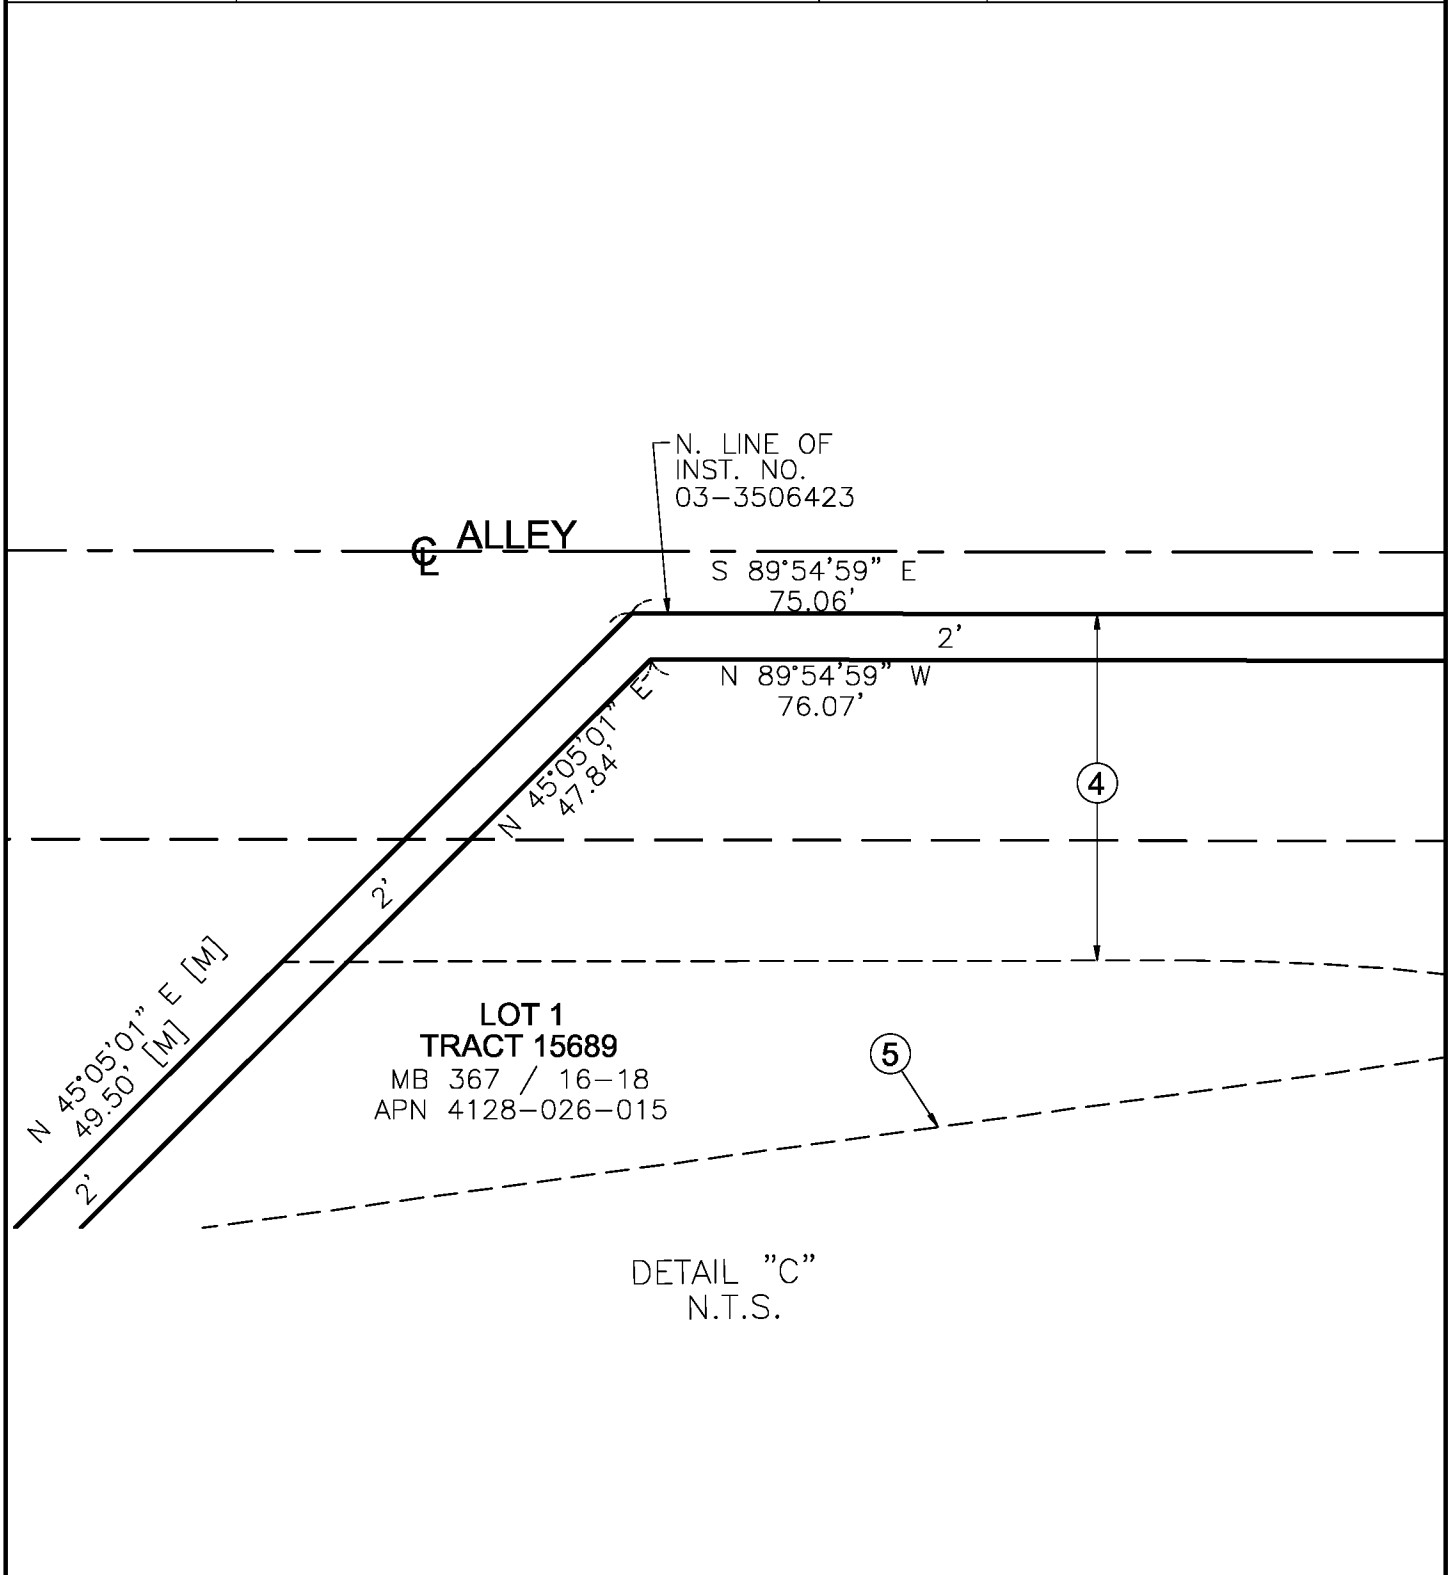 N. LINE OF
INST. NO.
03-3506423
℄ ALLEY
S 89°54'59" E
75.06'
2'
N 89°54'59" W
76.07'
N 45°05'01" E
47.84'
4
2'
N 45°05'01" E [M]
49.50' [M]
LOT 1
TRACT 15689
MB 367 / 16-18
APN 4128-026-015
5
2'
DETAIL "C"
N.T.S.